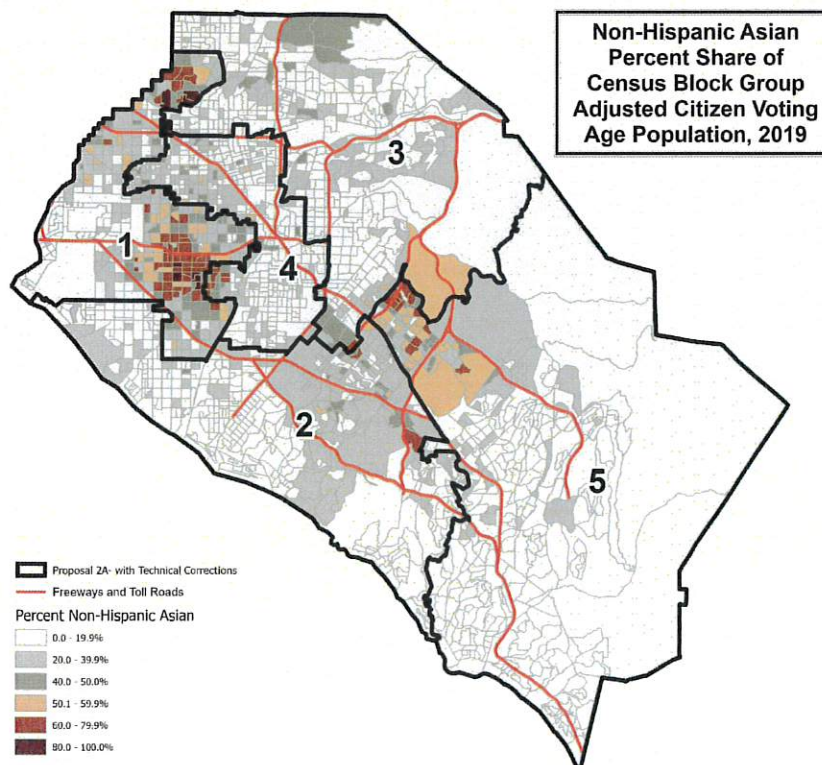 Non-Hispanic Asian
Percent Share of
Census Block Group
Adjusted Citizen Voting
Age Population, 2019
3
1
4
2
5
Proposal 2A- with Technical Corrections
Freeways and Toll Roads
Percent Non-Hispanic Asian
0.0 - 19.9%
20.0 - 39.9%
40.0 - 50.0%
50.1 - 59.9%
60.0 - 79.9%
80.0 - 100.0%